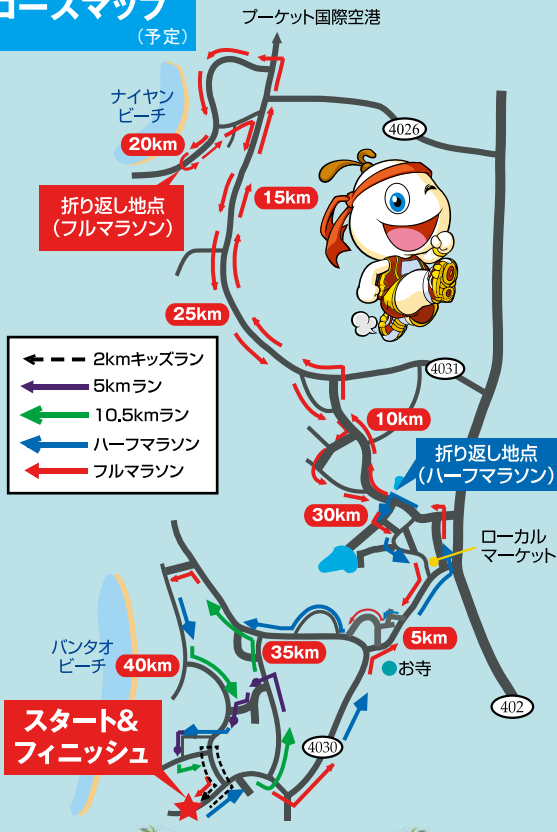 コースマップ
(予定)
プーケット国際空港
ナイヤン
ビーチ
4026
20km
折り返し地点
(フルマラソン)
15km
25km
2kmキッズラン
5kmラン
10.5kmラン
ハーフマラソン
フルマラソン
4031
10km
折り返し地点
(ハーフマラソン)
30km
ローカル
マーケット
バンタオ
ビーチ
40km
35km
5km
お寺
402
スタート&
フィニッシュ
4030